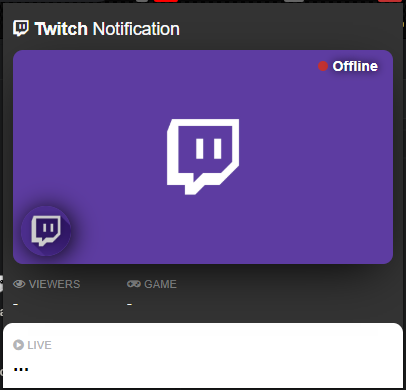 Twitch Notification
Offline
VIEWERS GAME
- -
LIVE
...